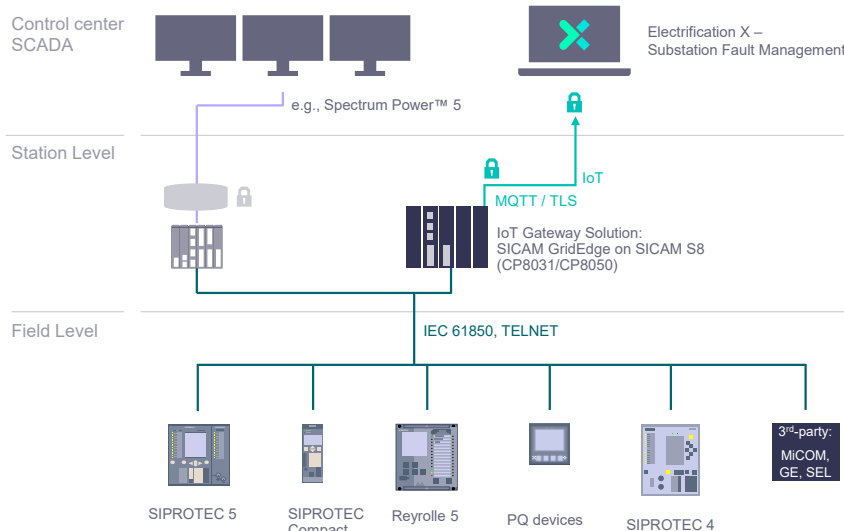 Control center
SCADA
Electrification X –
Substation Fault Management
e.g., Spectrum Power™ 5
Station Level
IoT
MQTT / TLS
IoT Gateway Solution:
SICAM GridEdge on SICAM S8
(CP8031/CP8050)
Field Level
IEC 61850, TELNET
3rd-party:
MiCOM,
GE, SEL
SIPROTEC 5
SIPROTEC
Compact
Reyrolle 5
PQ devices
SIPROTEC 4